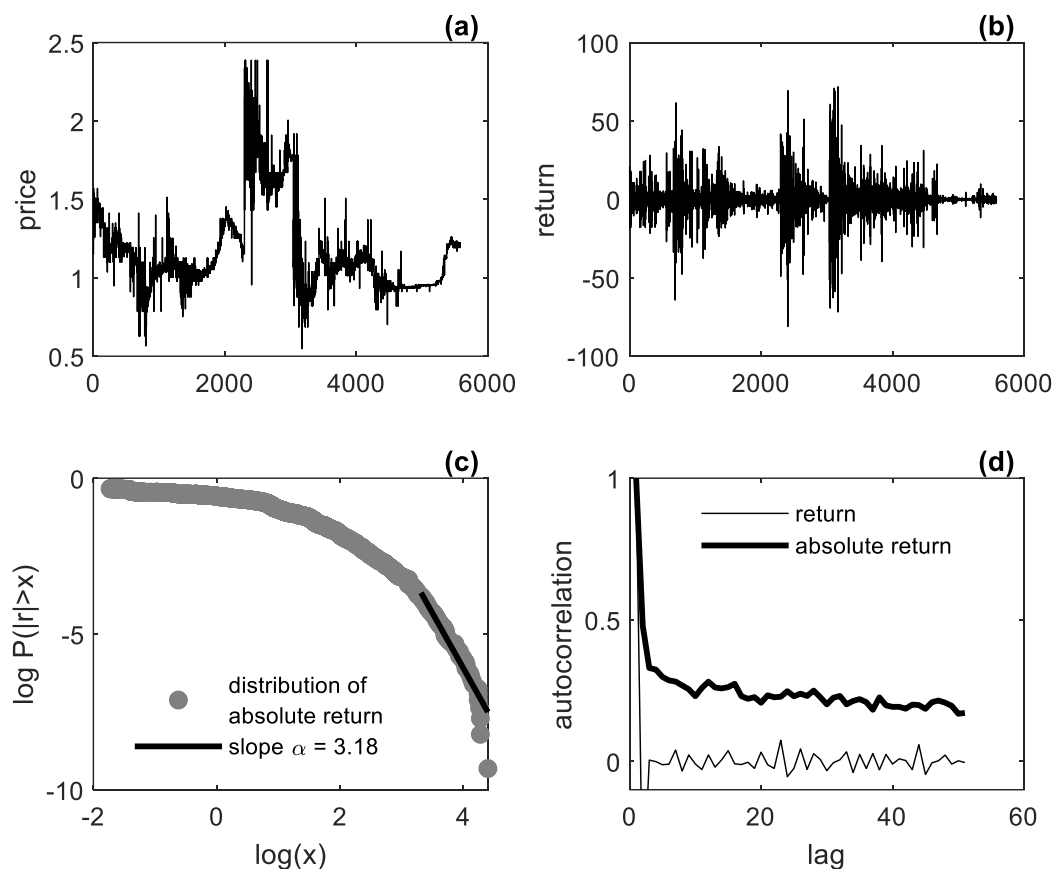 (a)
2.5
2
1.5
1
0.5
price
0
2000
4000
6000
(b)
100
50
0
-50
-100
return
0
2000
4000
6000
(c)
0
-5
-10
log P(|r|>x)
distribution of
absolute return
slope α = 3.18
-2
0
2
4
log(x)
(d)
1
0.5
0
autocorrelation
return
absolute return
0
20
40
60
lag